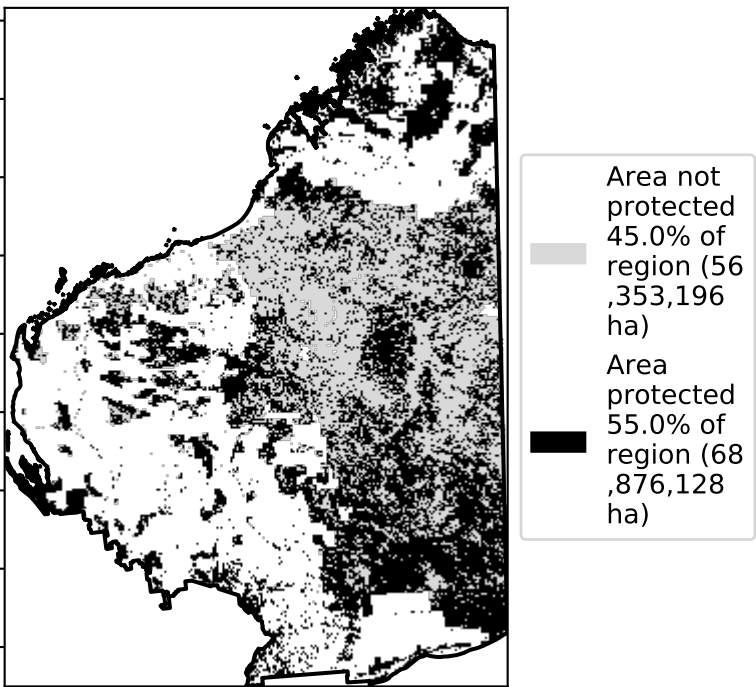 Area not
protected
45.0% of
region (56
,353,196
ha)
Area
protected
55.0% of
region (68
,876,128
ha)